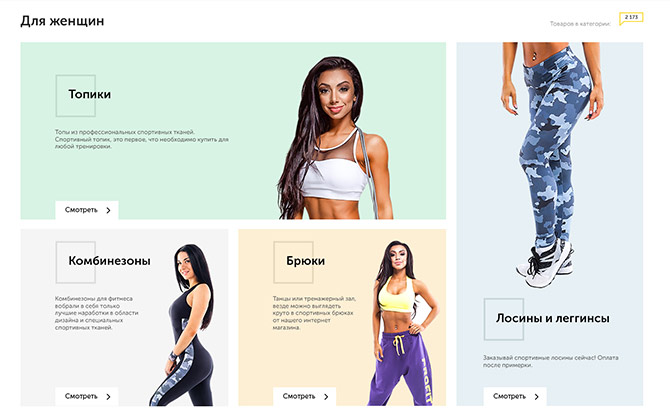 Для женщин
Товаров в категории:
2 173
Топики
Топы из профессиональных спортивных тканей.
Спортивный топик, это первое, что необходимо купить для
любой тренировки.
Смотреть
Комбинезоны
Комбинезоны для фитнеса
вобрали в себя только
лучшие наработки в области
дизайна и специальных
спортивных тканей.
Смотреть
Брюки
Танцы или тренажерный зал,
везде можно выглядеть
круто в спортивных брюках
от нашего интернет
магазина.
Смотреть
Лосины и леггинсы
Заказывай спортивные лосины сейчас! Оплата
после примерки.
Смотреть